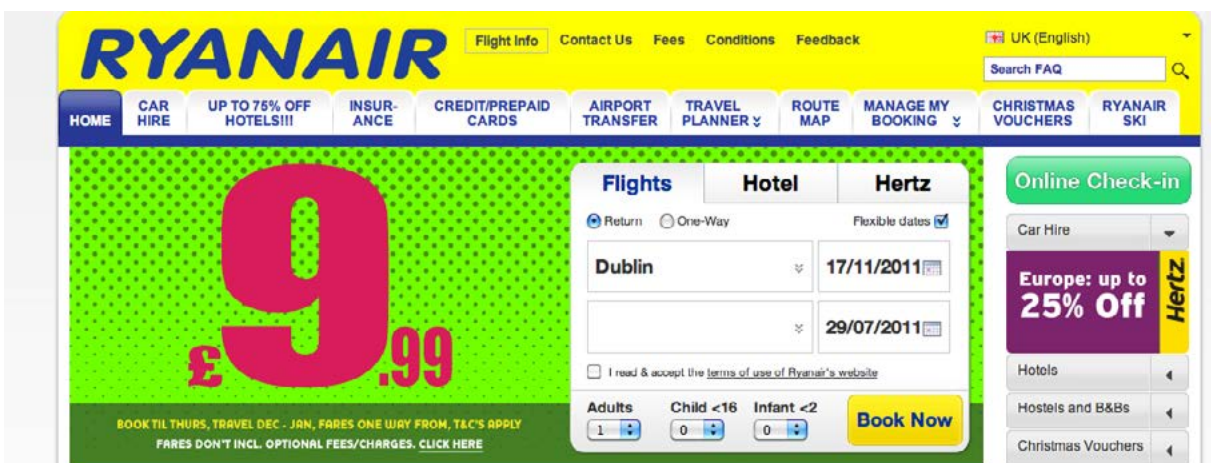 RYANAIR
Flight Info Contact Us Fees Conditions Feedback
UK (English)
Search FAQ
HOME
CAR HIRE
UP TO 75% OFF HOTELS!!!
INSUR-
ANCE
CREDIT/PREPAID CARDS
AIRPORT TRANSFER
TRAVEL PLANNER
ROUTE MAP
MANAGE MY BOOKING
CHRISTMAS VOUCHERS
RYANAIR SKI
£9.99
BOOK TIL THURS, TRAVEL DEC - JAN, FARES ONE WAY FROM, T&C'S APPLY
FARES DON'T INCL. OPTIONAL FEES/CHARGES. CLICK HERE
Flights Hotel Hertz
Return One-Way Flexible dates
Dublin 17/11/2011
29/07/2011
I read & accept the terms of use of Ryanair's website
Adults Child <16 Infant <2
1 0 0
Book Now
Online Check-in
Car Hire
Europe: up to
25% Off
Hertz
Hotels
Hostels and B&Bs
Christmas Vouchers